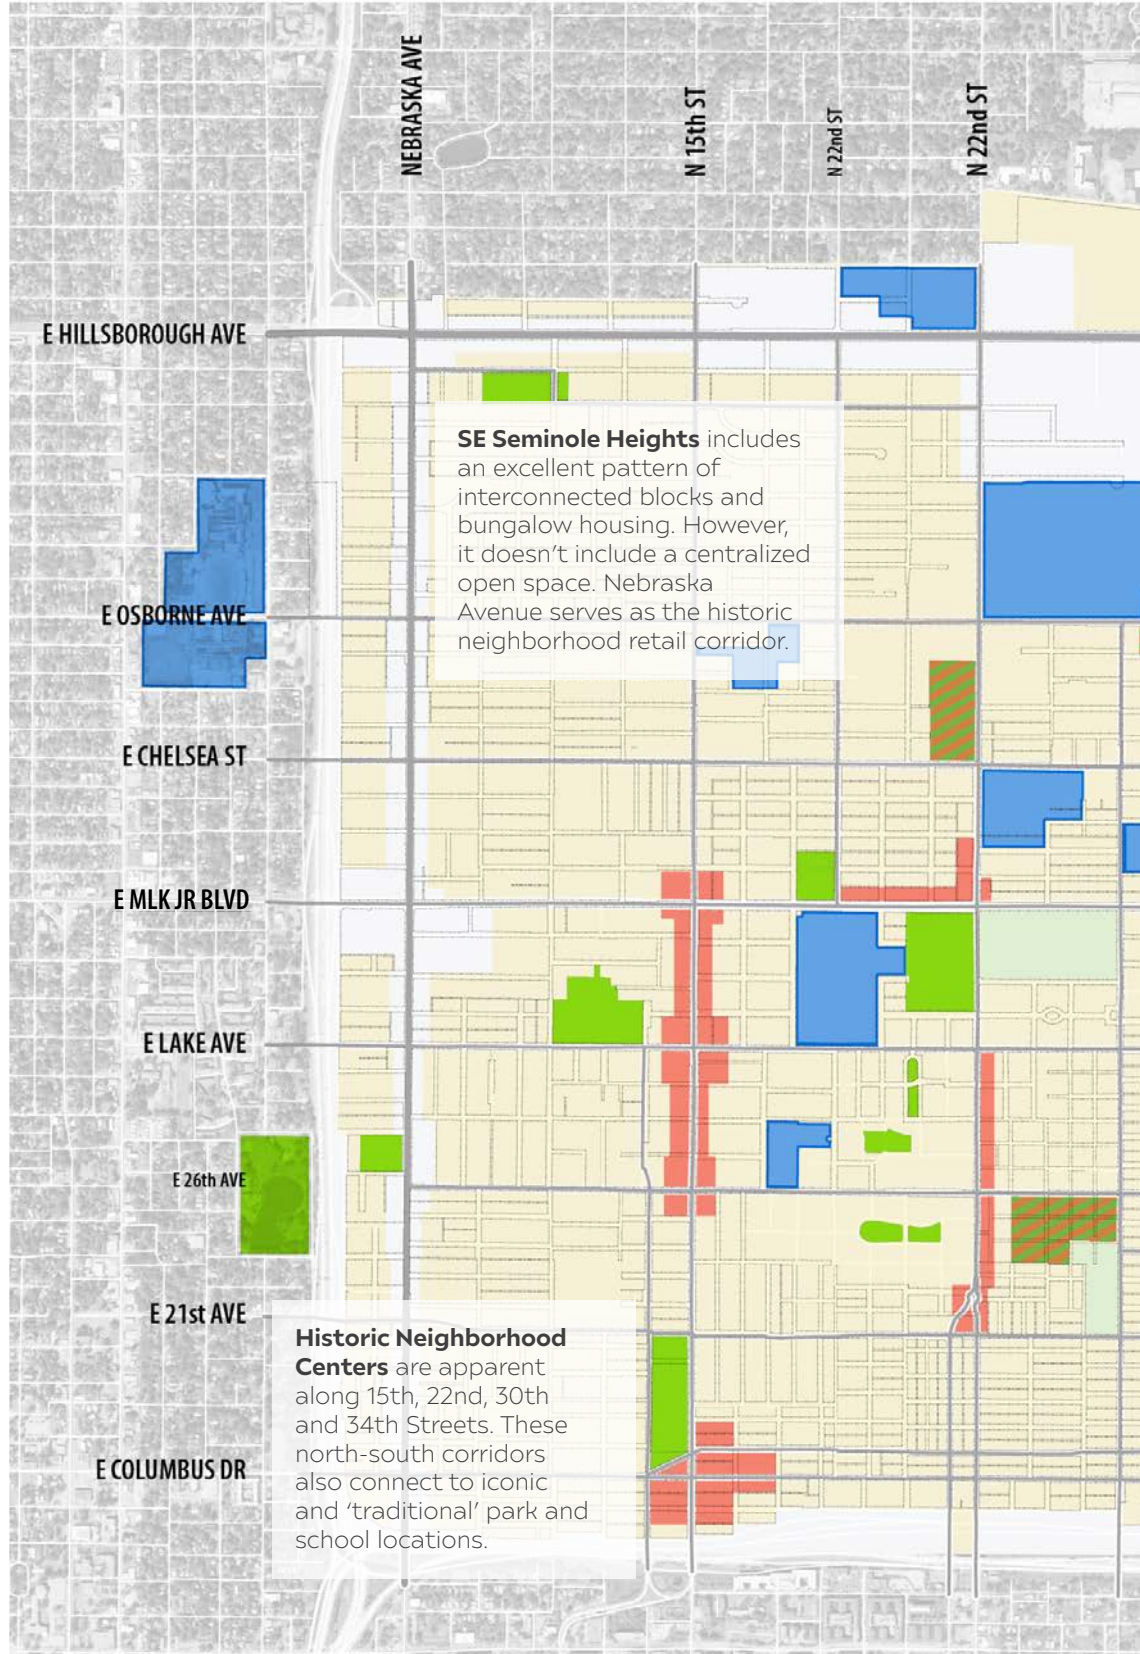 NEBRASKA AVE
N 15th ST
N 22nd ST
N 22nd ST
E HILLSBOROUGH AVE
SE Seminole Heights includes
an excellent pattern of
interconnected blocks and
bungalow housing. However,
it doesn't include a centralized
open space. Nebraska
Avenue serves as the historic
neighborhood retail corridor.
E OSBORNE AVE
E CHELSEA ST
E MLK JR BLVD
E LAKE AVE
E 26th AVE
E 21st AVE
Historic Neighborhood
Centers are apparent
along 15th, 22nd, 30th
and 34th Streets. These
north-south corridors
also connect to iconic
and 'traditional' park and
school locations.
E COLUMBUS DR